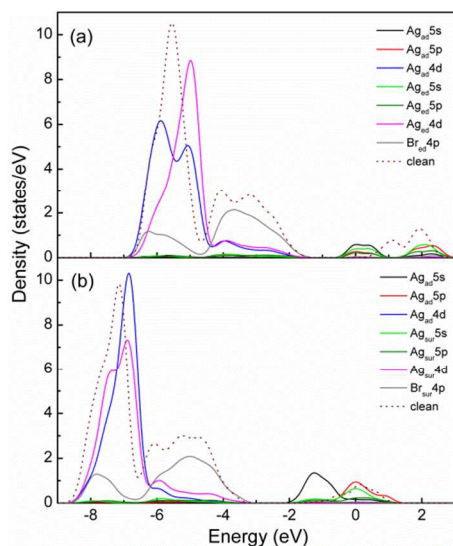 (a)
10
8
6
4
2
0
Ag_ad5s
Ag_ad5p
Ag_ad4d
Ag_ed5s
Ag_ed5p
Ag_ed4d
Br_ed4p
clean
Density (states/eV)
(b)
10
8
6
4
2
0
Ag_ad5s
Ag_ad5p
Ag_ad4d
Ag_sur5s
Ag_sur5p
Ag_sur4d
Br_sur4p
clean
-8 -6 -4 -2 0 2
Energy (eV)